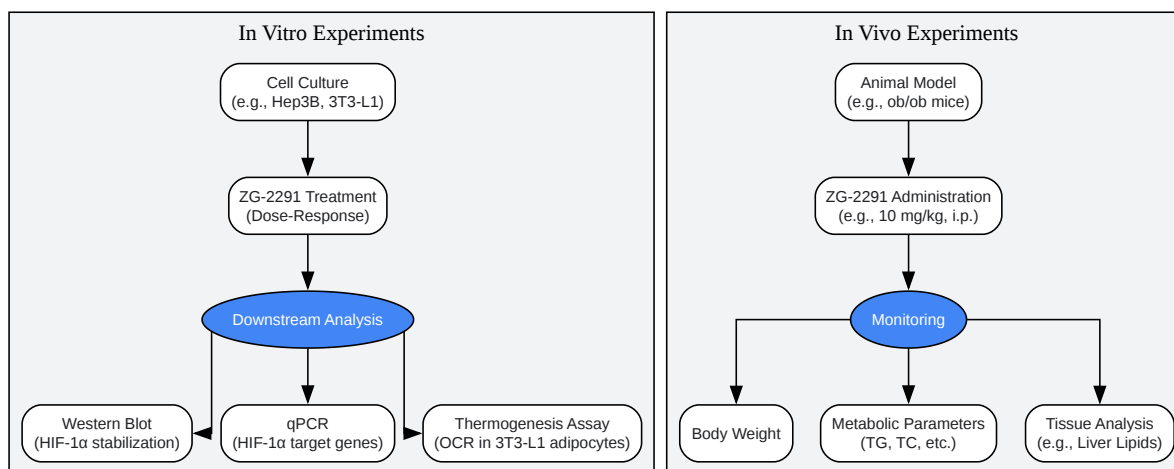 In Vitro Experiments
Cell Culture
(e.g., Hep3B, 3T3-L1)
ZG-2291 Treatment
(Dose-Response)
Downstream Analysis
Western Blot
(HIF-1α stabilization)
qPCR
(HIF-1α target genes)
Thermogenesis Assay
(OCR in 3T3-L1 adipocytes)
In Vivo Experiments
Animal Model
(e.g., ob/ob mice)
ZG-2291 Administration
(e.g., 10 mg/kg, i.p.)
Monitoring
Body Weight
Metabolic Parameters
(TG, TC, etc.)
Tissue Analysis
(e.g., Liver Lipids)